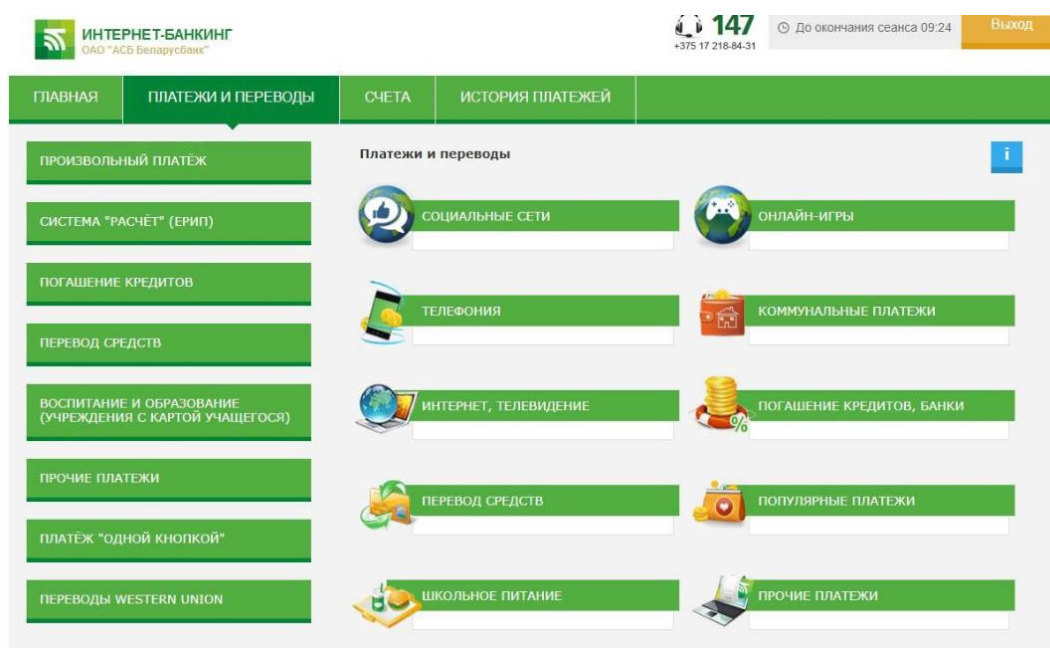 ИНТЕРНЕТ-БАНКИНГ
ОАО "АСБ Беларусбанк"
147
+375 17 218-84-31
До окончания сеанса 09:24
Выход
ГЛАВНАЯ
ПЛАТЕЖИ И ПЕРЕВОДЫ
СЧЕТА
ИСТОРИЯ ПЛАТЕЖЕЙ
ПРОИЗВОЛЬНЫЙ ПЛАТЁЖ
СИСТЕМА "РАСЧЁТ" (ЕРИП)
ПОГАШЕНИЕ КРЕДИТОВ
ПЕРЕВОД СРЕДСТВ
ВОСПИТАНИЕ И ОБРАЗОВАНИЕ
(УЧРЕЖДЕНИЯ С КАРТОЙ УЧАЩЕГОСЯ)
ПРОЧИЕ ПЛАТЕЖИ
ПЛАТЁЖ "ОДНОЙ КНОПКОЙ"
ПЕРЕВОДЫ WESTERN UNION
Платежи и переводы
i
СОЦИАЛЬНЫЕ СЕТИ
ОНЛАЙН-ИГРЫ
ТЕЛЕФОНИЯ
КОММУНАЛЬНЫЕ ПЛАТЕЖИ
ИНТЕРНЕТ, ТЕЛЕВИДЕНИЕ
%
ПОГАШЕНИЕ КРЕДИТОВ, БАНКИ
ПЕРЕВОД СРЕДСТВ
ПОПУЛЯРНЫЕ ПЛАТЕЖИ
ШКОЛЬНОЕ ПИТАНИЕ
ПРОЧИЕ ПЛАТЕЖИ